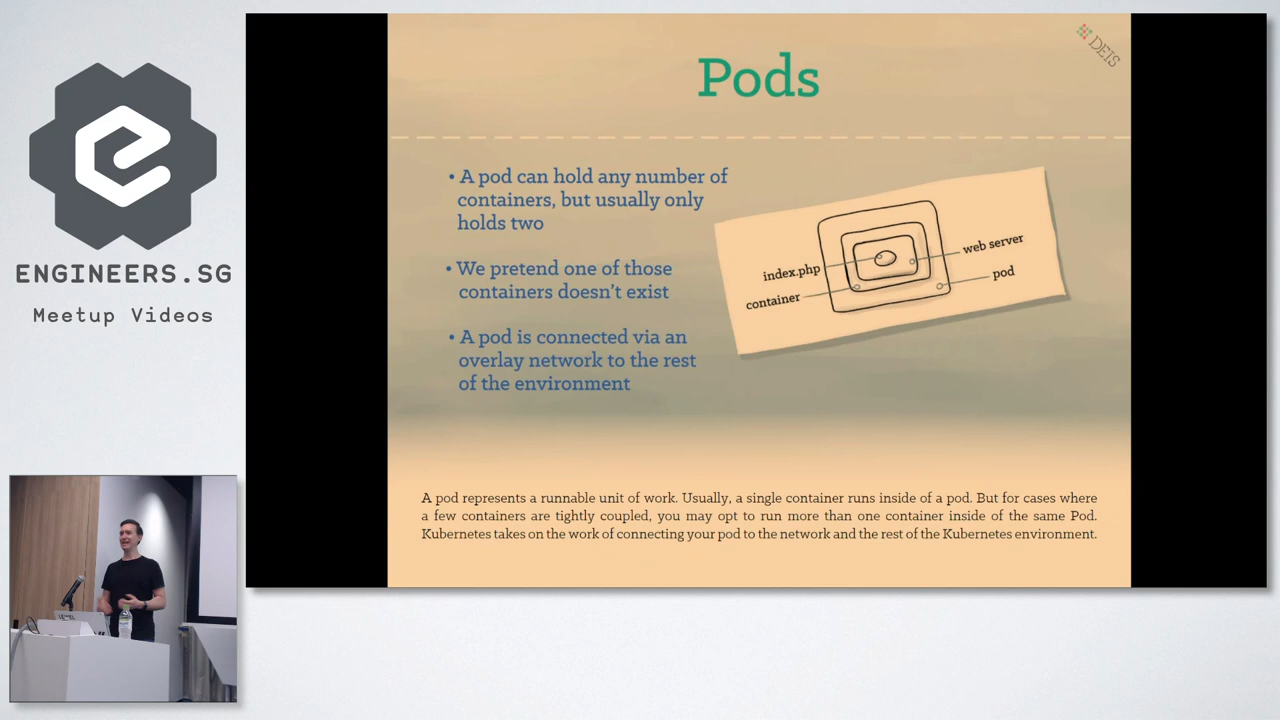 ENGINEERS.SG
Meetup Videos
DEIS
Pods
• A pod can hold any number of
containers, but usually only
holds two
• We pretend one of those
containers doesn't exist
• A pod is connected via an
overlay network to the rest
of the environment
index.php
container
web server
pod
A pod represents a runnable unit of work. Usually, a single container runs inside of a pod. But for cases where
a few containers are tightly coupled, you may opt to run more than one container inside of the same Pod.
Kubernetes takes on the work of connecting your pod to the network and the rest of the Kubernetes environment.